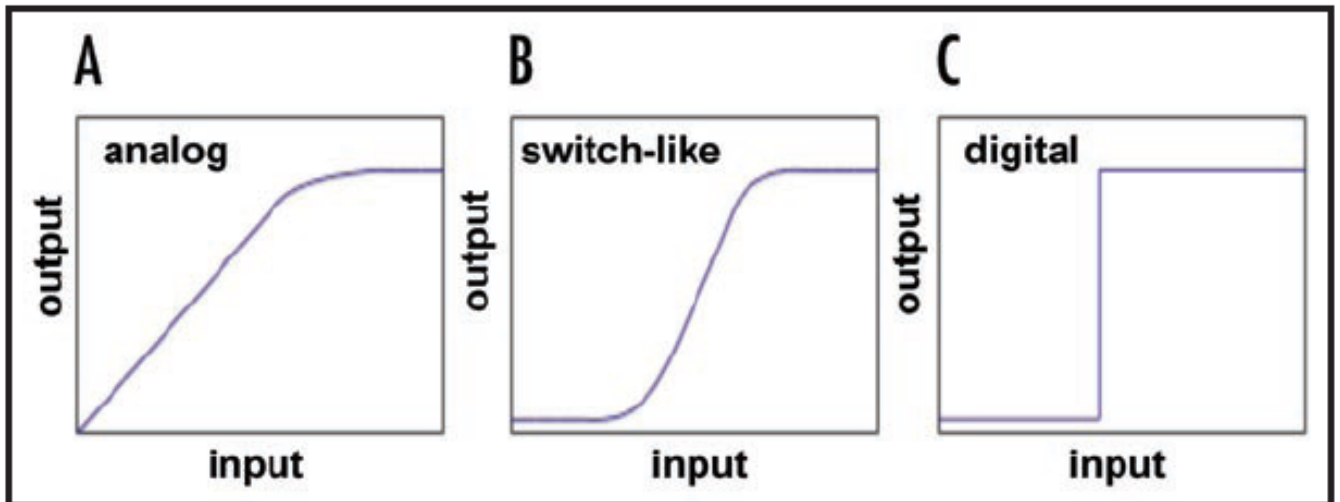 A
B
C
analog
switch-like
digital
output
output
output
input
input
input